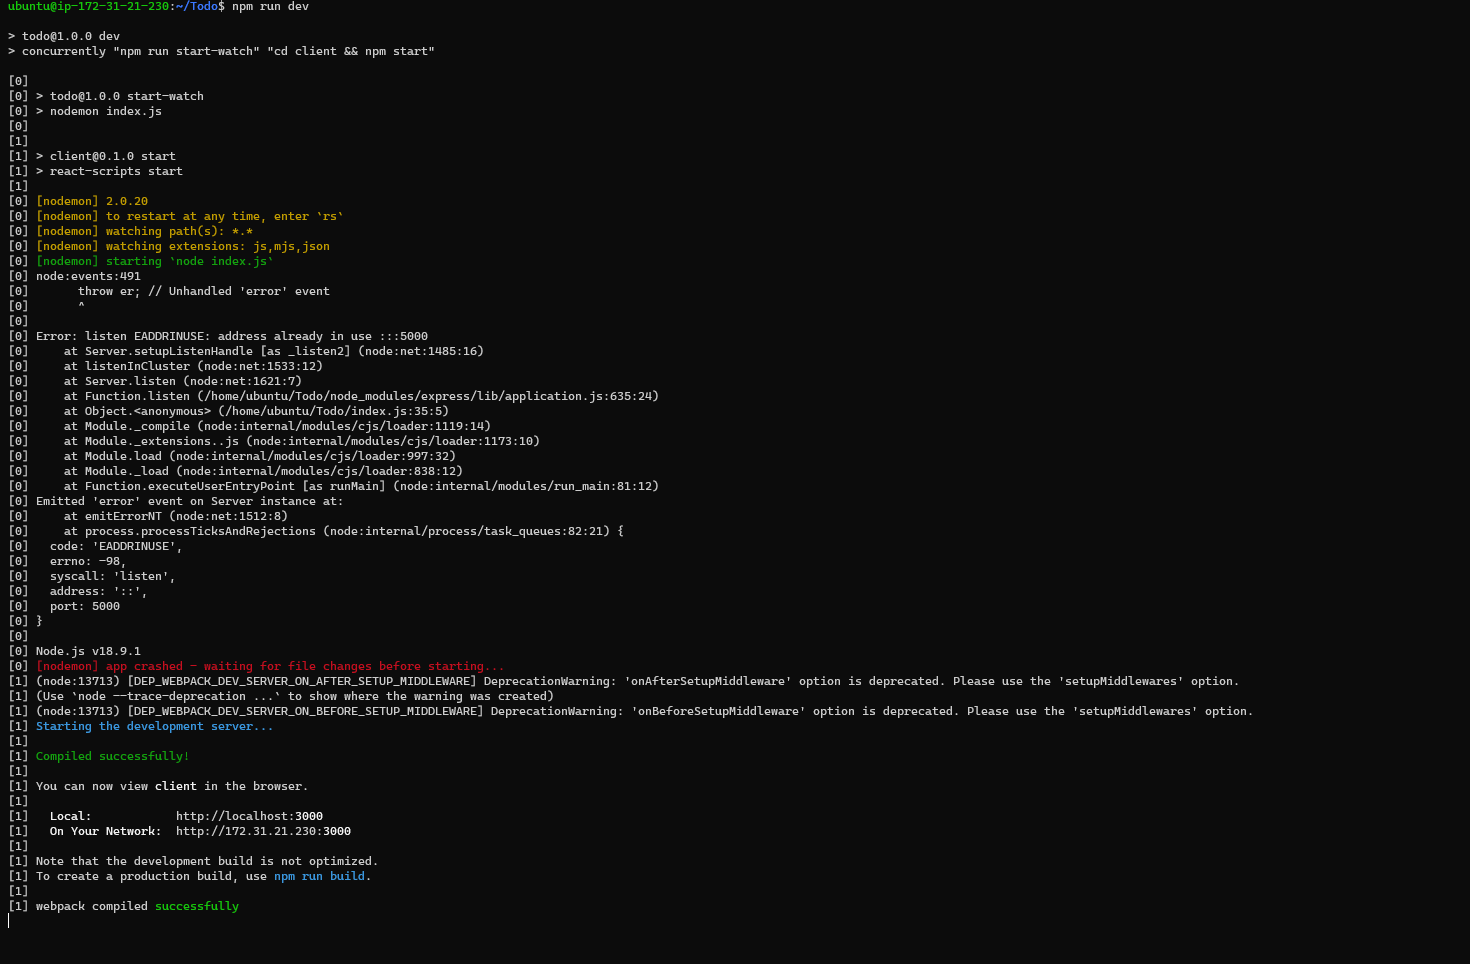 ubuntu@ip-172-31-21-230:~/Todo$ npm run dev
> todo@1.0.0 dev
> concurrently "npm run start-watch" "cd client && npm start"
[0]
[0] > todo@1.0.0 start-watch
[0] > nodemon index.js
[0]
[1]
[1] > client@0.1.0 start
[1] > react-scripts start
[1]
[0] [nodemon] 2.0.20
[0] [nodemon] to restart at any time, enter `rs`
[0] [nodemon] watching path(s): *.*
[0] [nodemon] watching extensions: js,mjs,json
[0] [nodemon] starting `node index.js`
[0] node:events:491
[0]       throw er; // Unhandled 'error' event
[0]       ^
[0]
[0] Error: listen EADDRINUSE: address already in use :::5000
[0]     at Server.setupListenHandle [as _listen2] (node:net:1485:16)
[0]     at listenInCluster (node:net:1533:12)
[0]     at Server.listen (node:net:1621:7)
[0]     at Function.listen (/home/ubuntu/Todo/node_modules/express/lib/application.js:635:24)
[0]     at Object.<anonymous> (/home/ubuntu/Todo/index.js:35:5)
[0]     at Module._compile (node:internal/modules/cjs/loader:1119:14)
[0]     at Module._extensions..js (node:internal/modules/cjs/loader:1173:10)
[0]     at Module.load (node:internal/modules/cjs/loader:997:32)
[0]     at Module._load (node:internal/modules/cjs/loader:838:12)
[0]     at Function.executeUserEntryPoint [as runMain] (node:internal/modules/run_main:81:12)
[0] Emitted 'error' event on Server instance at:
[0]     at emitErrorNT (node:net:1512:8)
[0]     at process.processTicksAndRejections (node:internal/process/task_queues:82:21) {
[0]   code: 'EADDRINUSE',
[0]   errno: -98,
[0]   syscall: 'listen',
[0]   address: '::',
[0]   port: 5000
[0] }
[0]
[0] Node.js v18.9.1
[0] [nodemon] app crashed - waiting for file changes before starting...
[1] (node:13713) [DEP_WEBPACK_DEV_SERVER_ON_AFTER_SETUP_MIDDLEWARE] DeprecationWarning: 'onAfterSetupMiddleware' option is deprecated. Please use the 'setupMiddlewares' option.
[1] (Use `node --trace-deprecation ...` to show where the warning was created)
[1] (node:13713) [DEP_WEBPACK_DEV_SERVER_ON_BEFORE_SETUP_MIDDLEWARE] DeprecationWarning: 'onBeforeSetupMiddleware' option is deprecated. Please use the 'setupMiddlewares' option.
[1] Starting the development server...
[1]
[1] Compiled successfully!
[1]
[1] You can now view client in the browser.
[1]
[1]   Local:            http://localhost:3000
[1]   On Your Network:  http://172.31.21.230:3000
[1]
[1] Note that the development build is not optimized.
[1] To create a production build, use npm run build.
[1]
[1] webpack compiled successfully